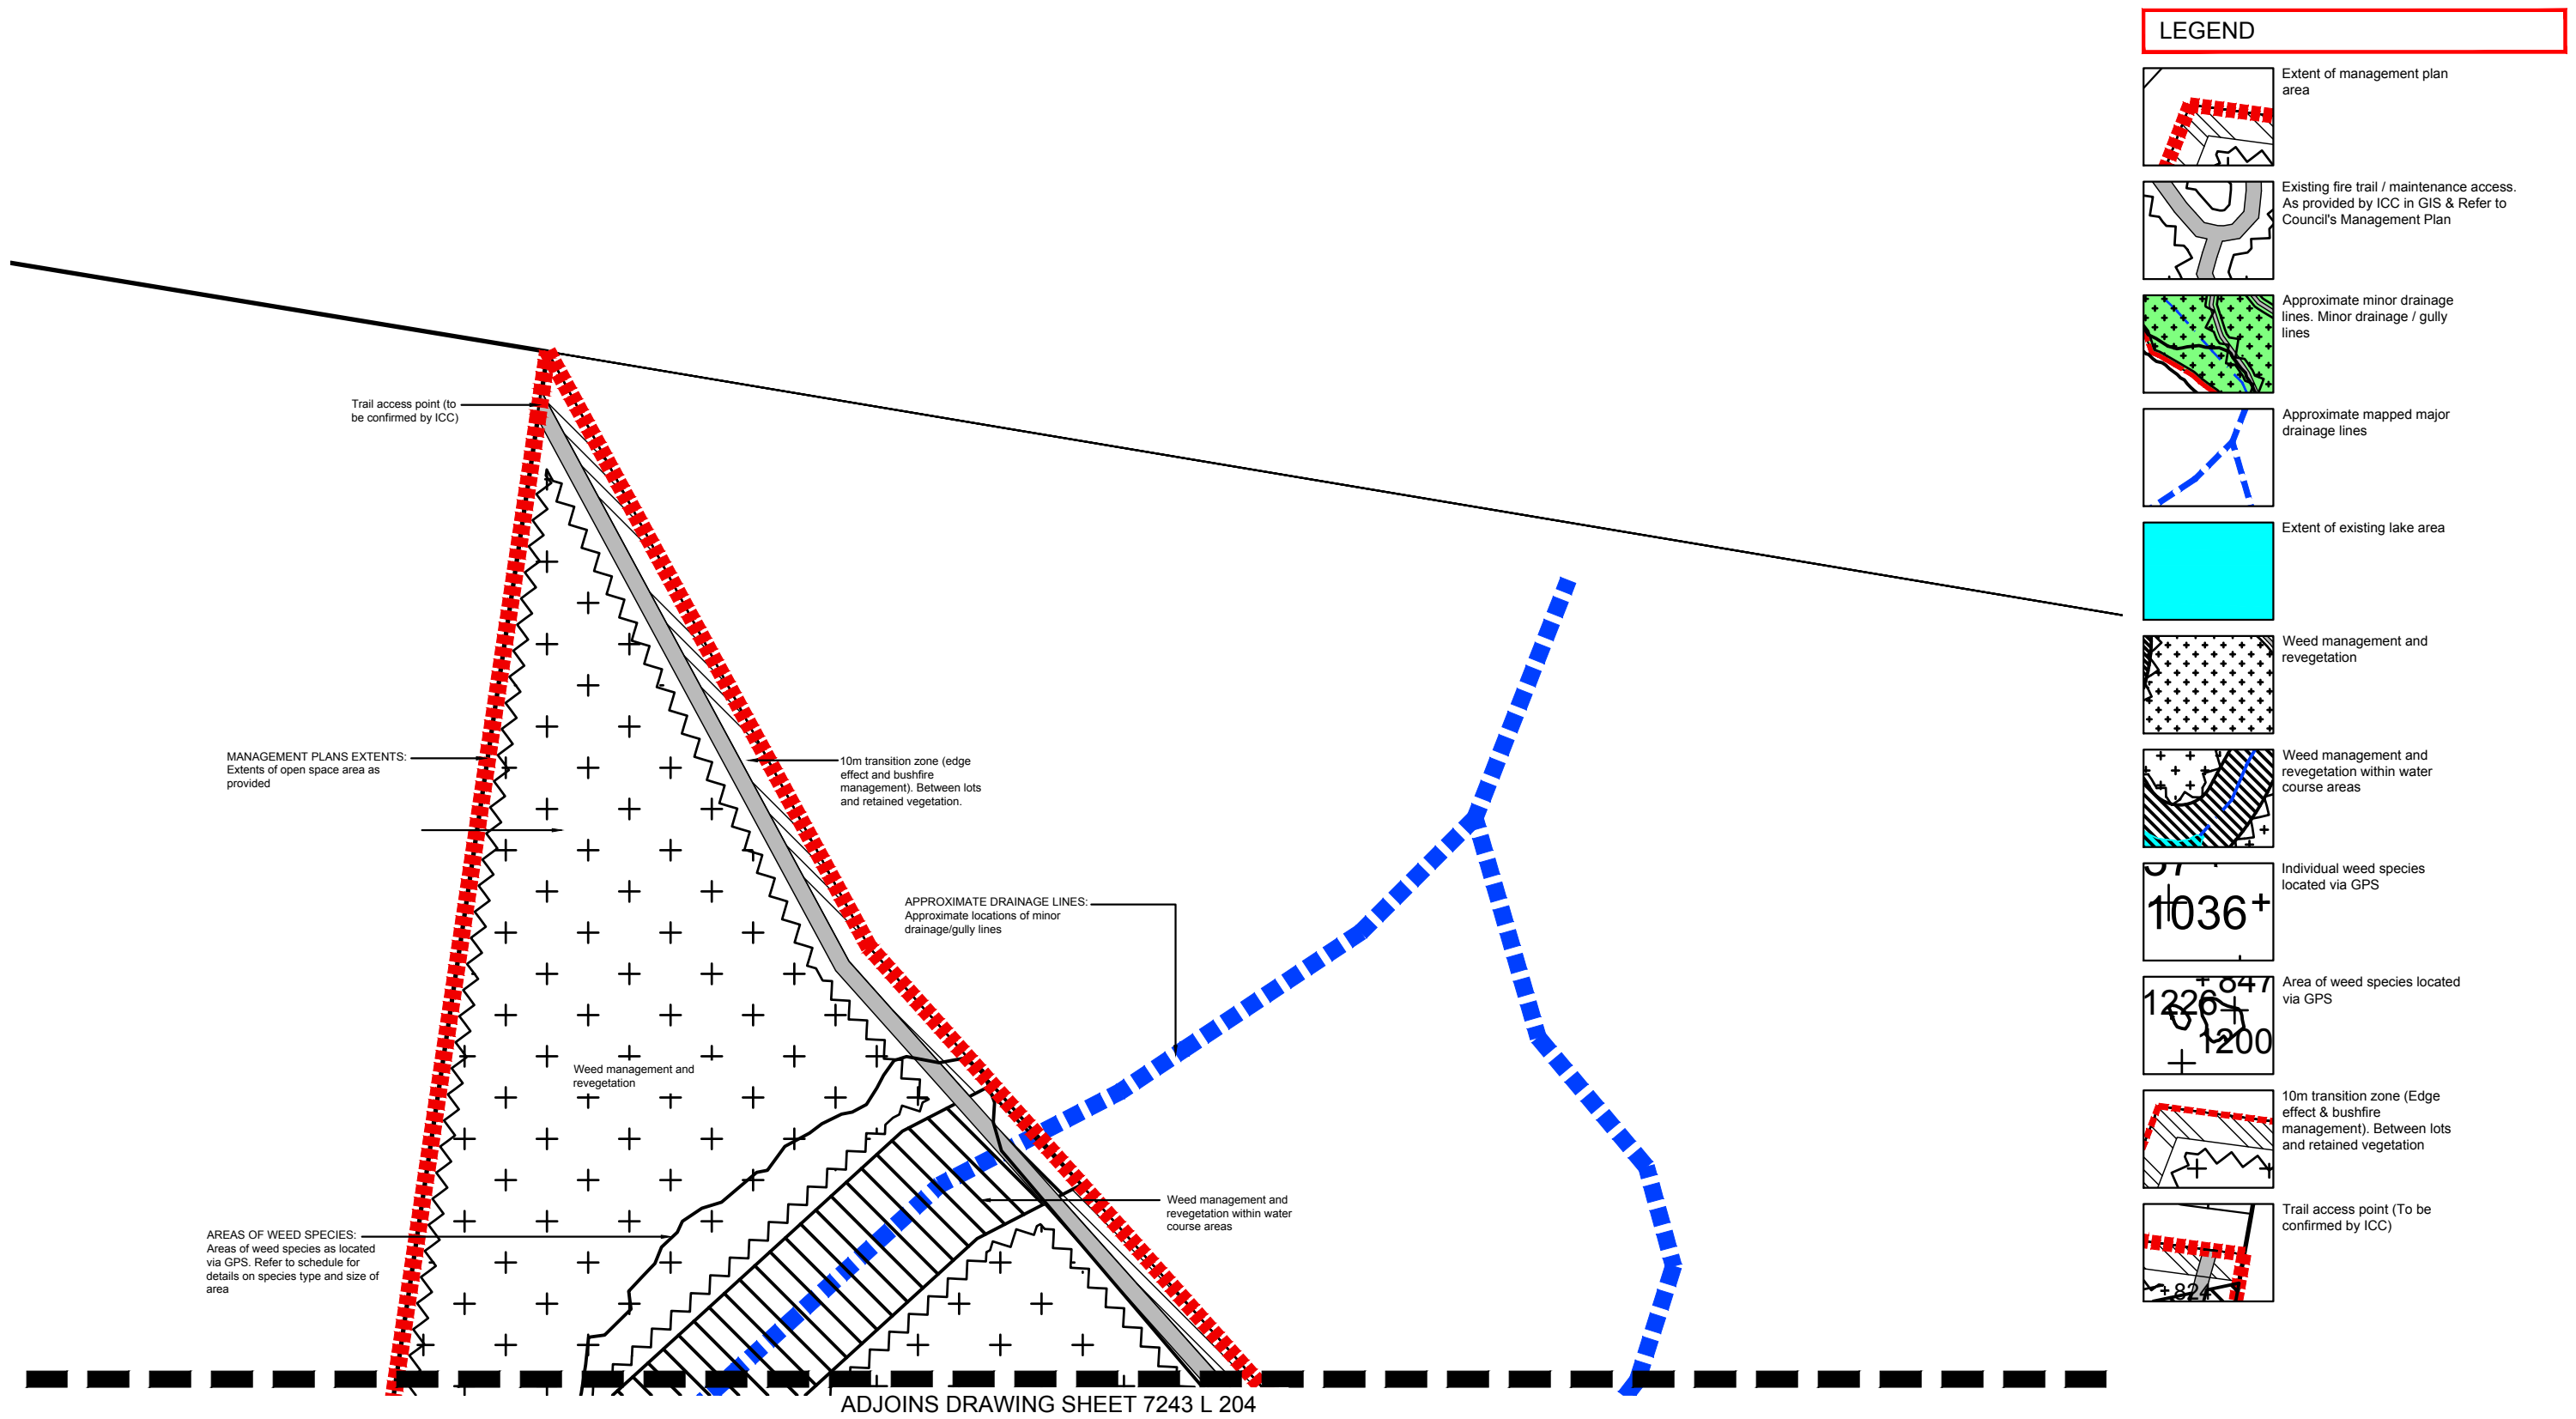 LEGEND
Extent of management plan
area
Existing fire trail / maintenance access.
As provided by ICC in GIS & Refer to
Council's Management Plan
Approximate minor drainage
lines. Minor drainage / gully
lines
Approximate mapped major
drainage lines
Extent of existing lake area
Weed management and
revegetation
Weed management and
revegetation within water
course areas
Individual weed species
located via GPS
1036
Area of weed species located
via GPS
847
1226
1200
10m transition zone (Edge
effect & bushfire
management). Between lots
and retained vegetation
Trail access point (To be
confirmed by ICC)
824
Trail access point (to
be confirmed by ICC)
MANAGEMENT PLANS EXTENTS:
Extents of open space area as
provided
10m transition zone (edge
effect and bushfire
management). Between lots
and retained vegetation.
APPROXIMATE DRAINAGE LINES:
Approximate locations of minor
drainage/gully lines
Weed management and
revegetation
AREAS OF WEED SPECIES:
Areas of weed species as located
via GPS. Refer to schedule for
details on species type and size of
area
Weed management and
revegetation within water
course areas
ADJOINS DRAWING SHEET 7243 L 204